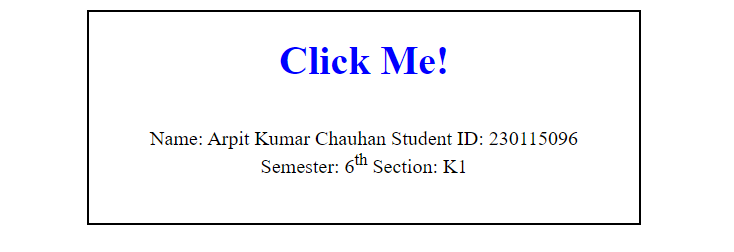 Click Me!
Name: Arpit Kumar Chauhan Student ID: 230115096
Semester: 6th Section: K1